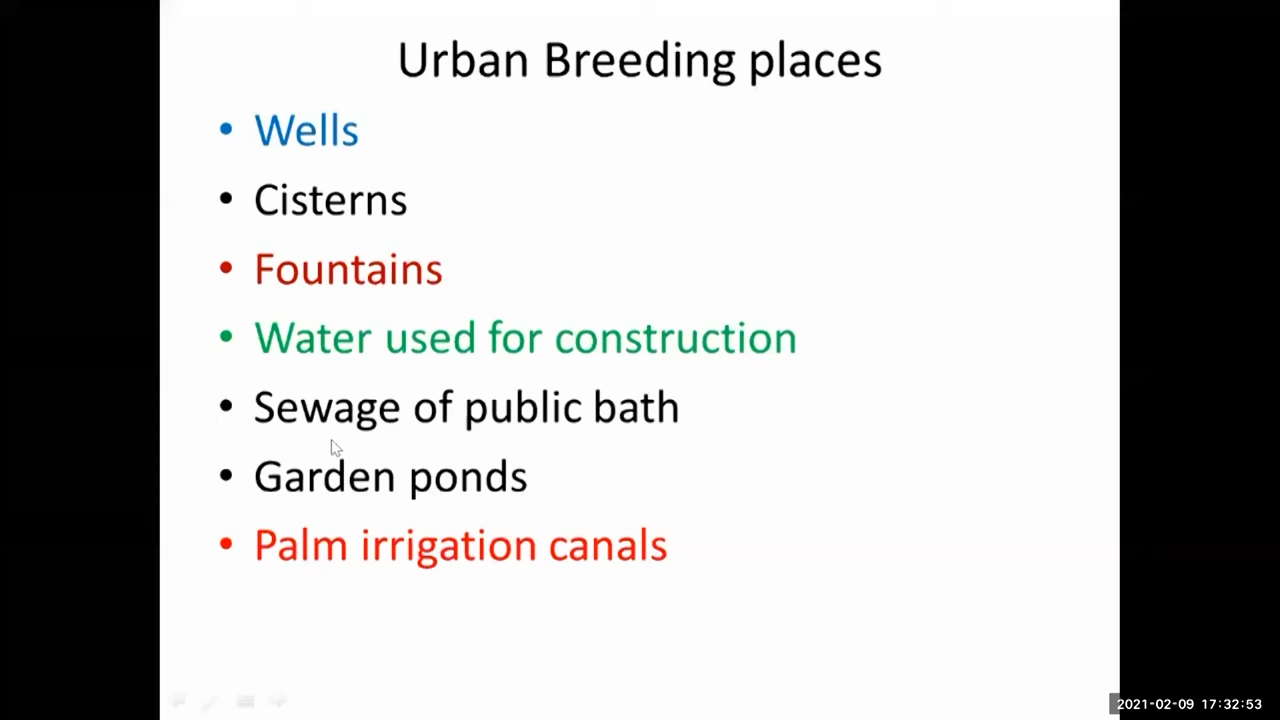 Urban Breeding places
• Wells
• Cisterns
• Fountains
• Water used for construction
• Sewage of public bath
• Garden ponds
• Palm irrigation canals
2021-02-09 17:32:53